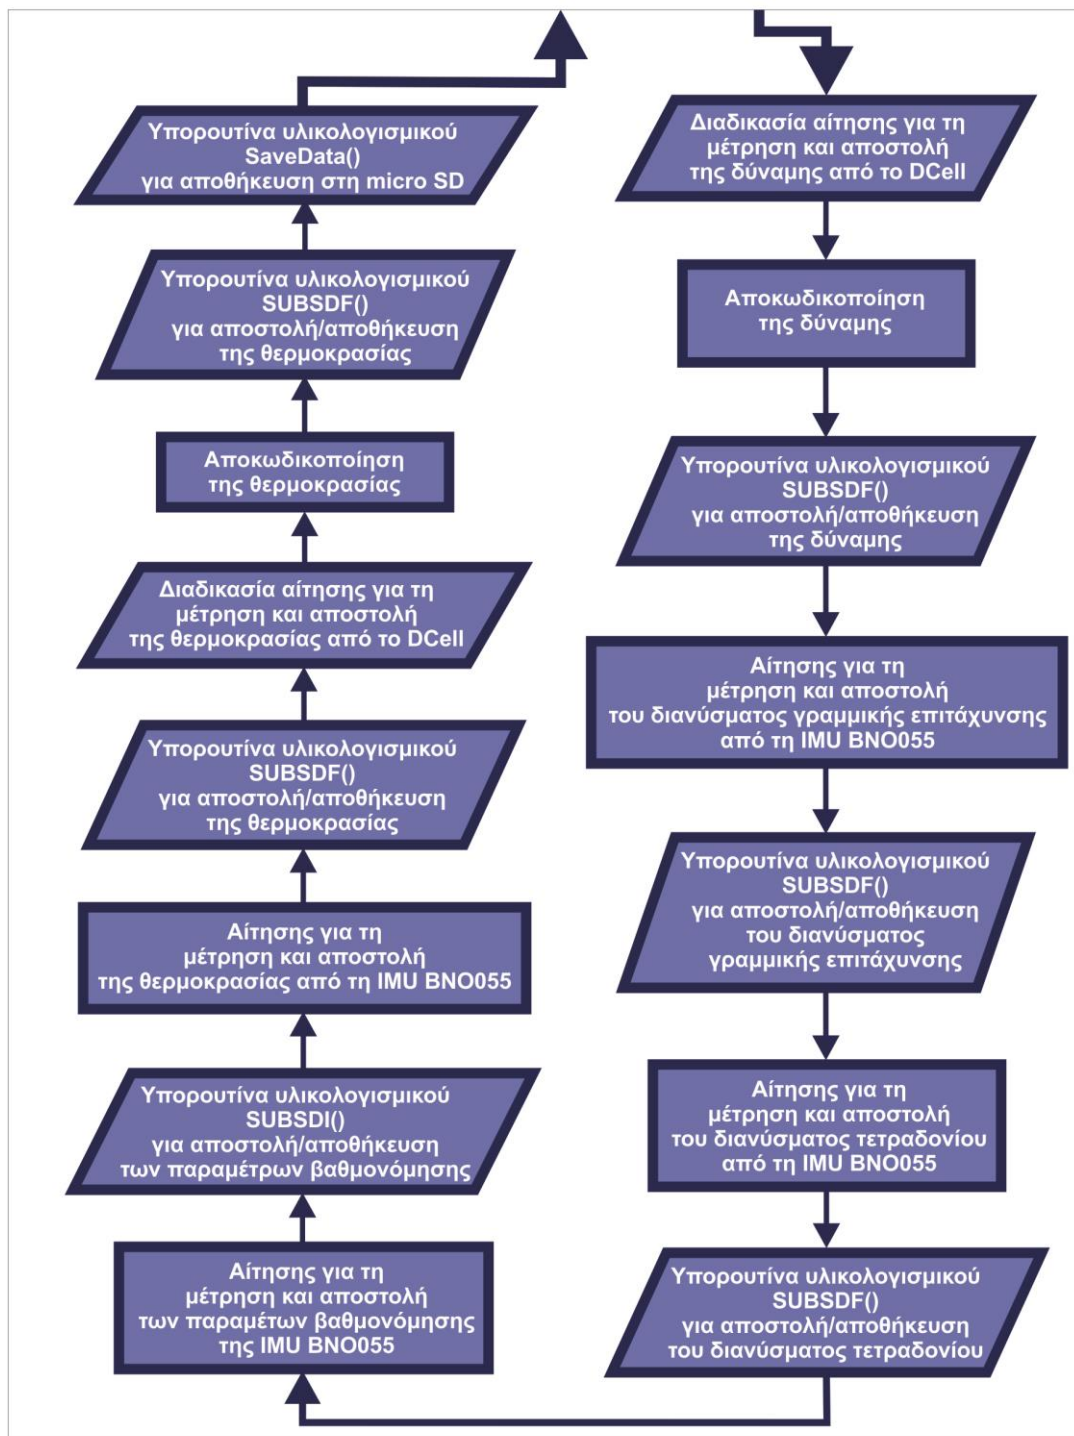 Διαδικασία αίτησης για τη
μέτρηση και αποστολή
της δύναμης από το DCell
Αποκωδικοποίηση
της δύναμης
Υπορουτίνα υλικολογισμικού
SUBSDF()
για αποστολή/αποθήκευση
της δύναμης
Αίτησης για τη
μέτρηση και αποστολή
του διανύσματος γραμμικής επιτάχυνσης
από τη IMU BNO055
Υπορουτίνα υλικολογισμικού
SUBSDF()
για αποστολή/αποθήκευση
του διανύσματος
γραμμικής επιτάχυνσης
Αίτησης για τη
μέτρηση και αποστολή
του διανύσματος τετραδονίου
από τη IMU BNO055
Υπορουτίνα υλικολογισμικού
SUBSDF()
για αποστολή/αποθήκευση
του διανύσματος τετραδονίου
Αίτησης για τη
μέτρηση και αποστολή
των παραμέτων βαθμονόμησης
της IMU BNO055
Υπορουτίνα υλικολογισμικού
SUBSDI()
για αποστολή/αποθήκευση
των παραμέτρων βαθμονόμησης
Αίτησης για τη
μέτρηση και αποστολή
της θερμοκρασίας από τη IMU BNO055
Υπορουτίνα υλικολογισμικού
SUBSDF()
για αποστολή/αποθήκευση
της θερμοκρασίας
Διαδικασία αίτησης για τη
μέτρηση και αποστολή
της θερμοκρασίας από το DCell
Αποκωδικοποίηση
της θερμοκρασίας
Υπορουτίνα υλικολογισμικού
SUBSDF()
για αποστολή/αποθήκευση
της θερμοκρασίας
Υπορουτίνα υλικολογισμικού
SaveData()
για αποθήκευση στη micro SD